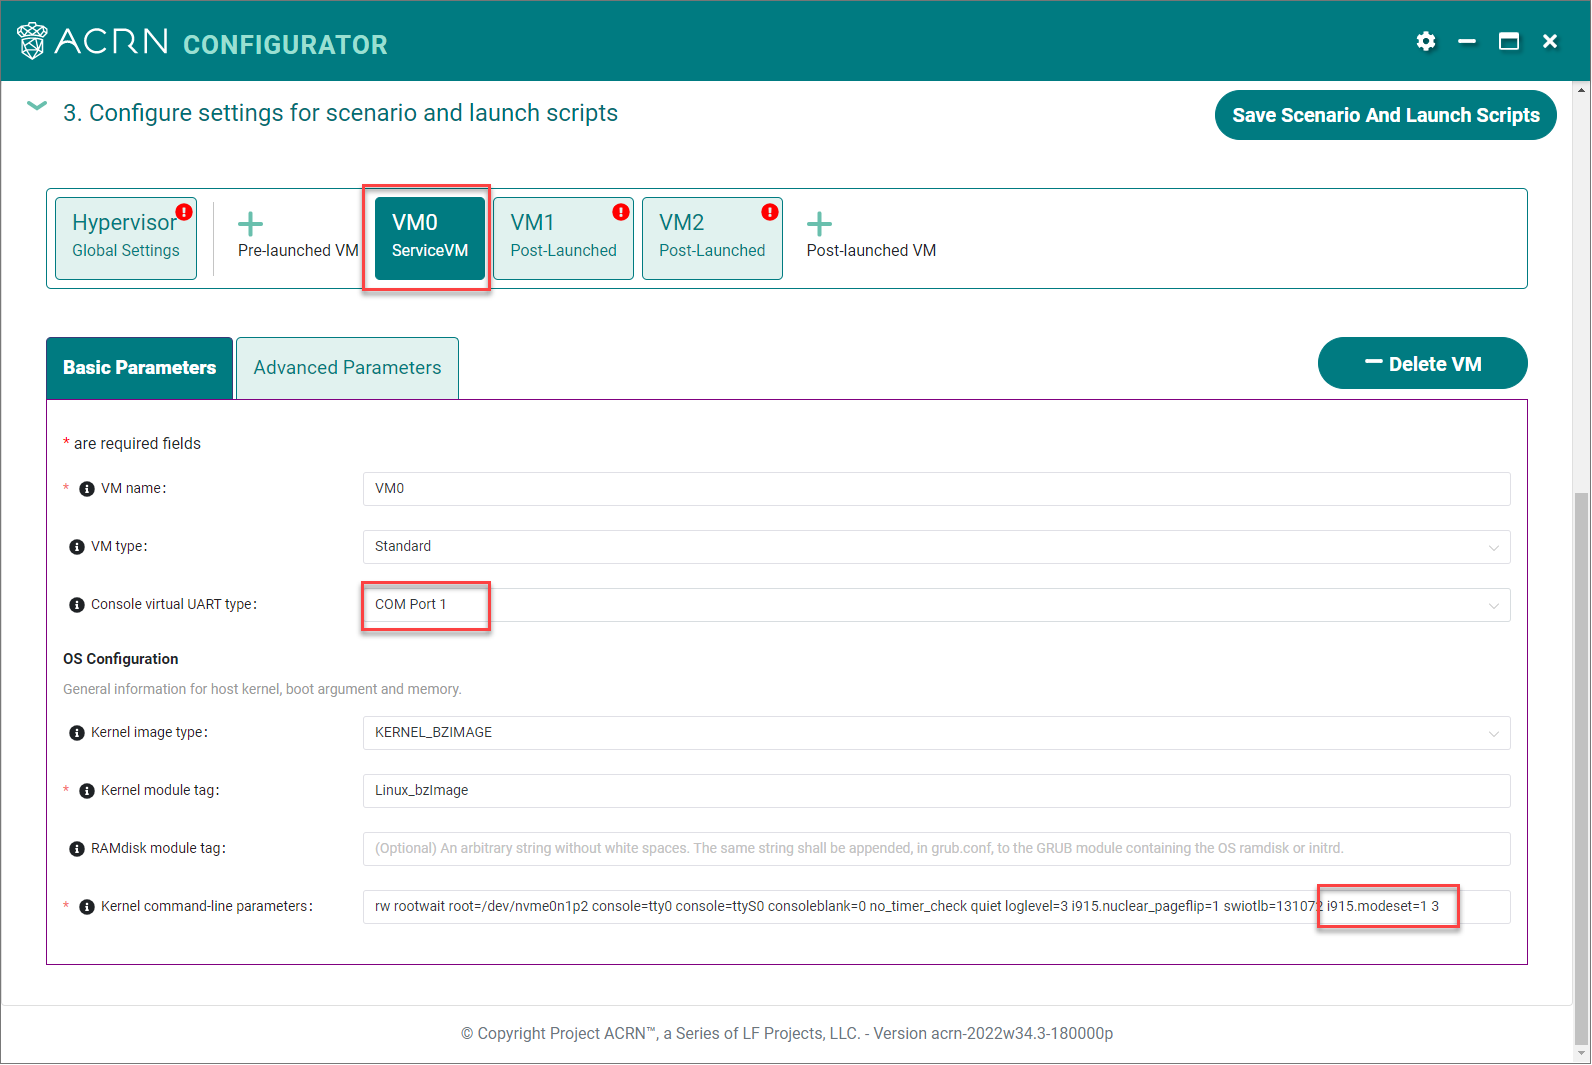 ACRN CONFIGURATOR
3. Configure settings for scenario and launch scripts
Save Scenario And Launch Scripts
Hypervisor
Global Settings
Pre-launched VM
VM0
ServiceVM
VM1
Post-Launched
VM2
Post-Launched
Post-launched VM
Basic Parameters
Advanced Parameters
Delete VM
* are required fields
* VM name:
VM0
VM type:
Standard
Console virtual UART type:
COM Port 1
OS Configuration
General information for host kernel, boot argument and memory.
Kernel image type:
KERNEL_BZIMAGE
* Kernel module tag:
Linux_bzImage
RAMdisk module tag:
(Optional) An arbitrary string without white spaces. The same string shall be appended, in grub.conf, to the GRUB module containing the OS ramdisk or initrd.
* Kernel command-line parameters:
rw rootwait root=/dev/nvme0n1p2 console=tty0 console=ttyS0 consoleblank=0 no_timer_check quiet loglevel=3 i915.nuclear_pageflip=1 swiotlb=131072 i915.modeset=1 3
© Copyright Project ACRN™, a Series of LF Projects, LLC. - Version acrn-2022w34.3-180000p